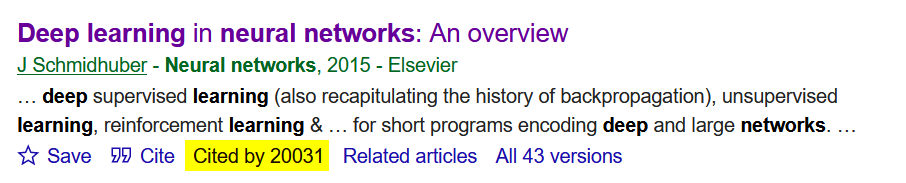 Deep learning in neural networks: An overview
J Schmidhuber - Neural networks, 2015 - Elsevier
… deep supervised learning (also recapitulating the history of backpropagation), unsupervised
learning, reinforcement learning & … for short programs encoding deep and large networks. …
Save Cite Cited by 20031 Related articles All 43 versions